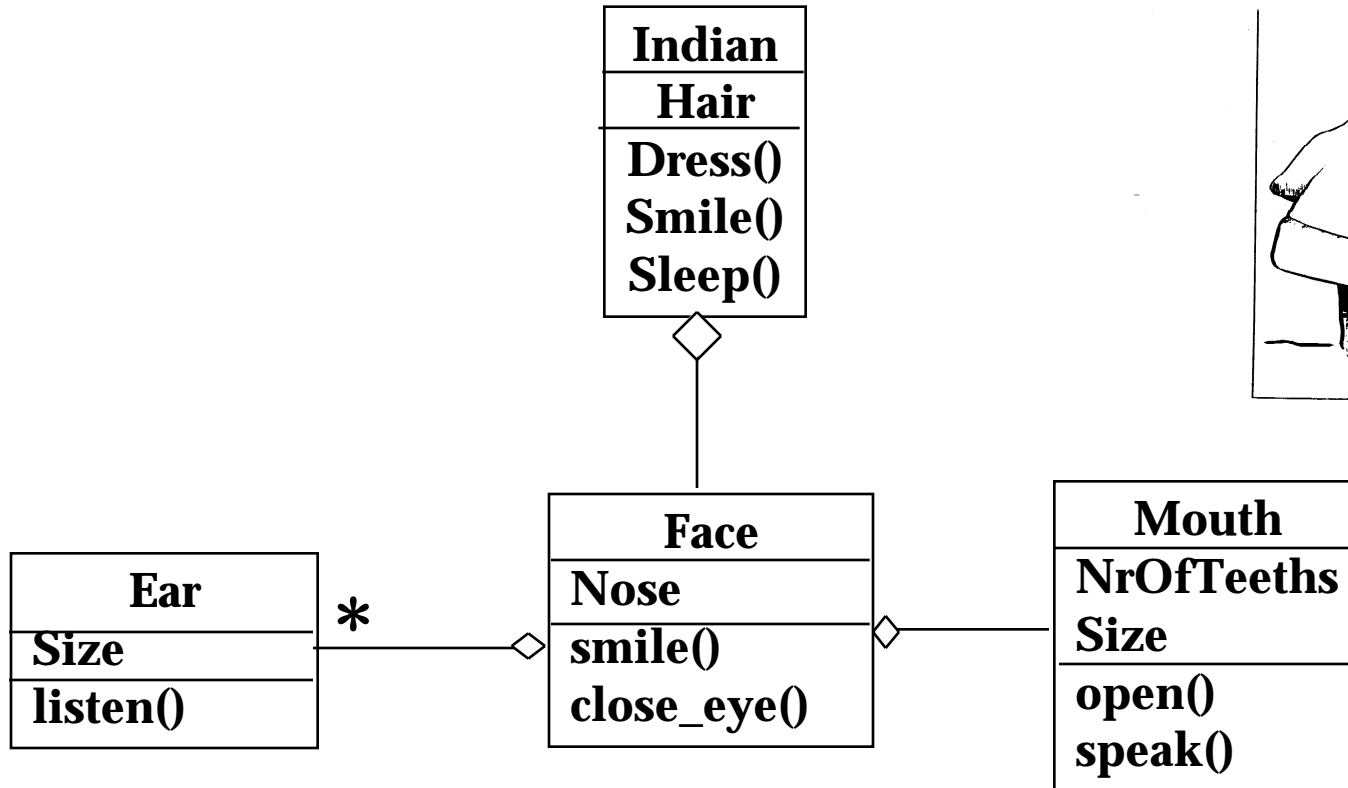 Indian
Hair
Dress()
Smile()
Sleep()
Ear
Size
listen()
*
Face
Nose
smile()
close_eye()
Mouth
NrOfTeeths
Size
open()
speak()